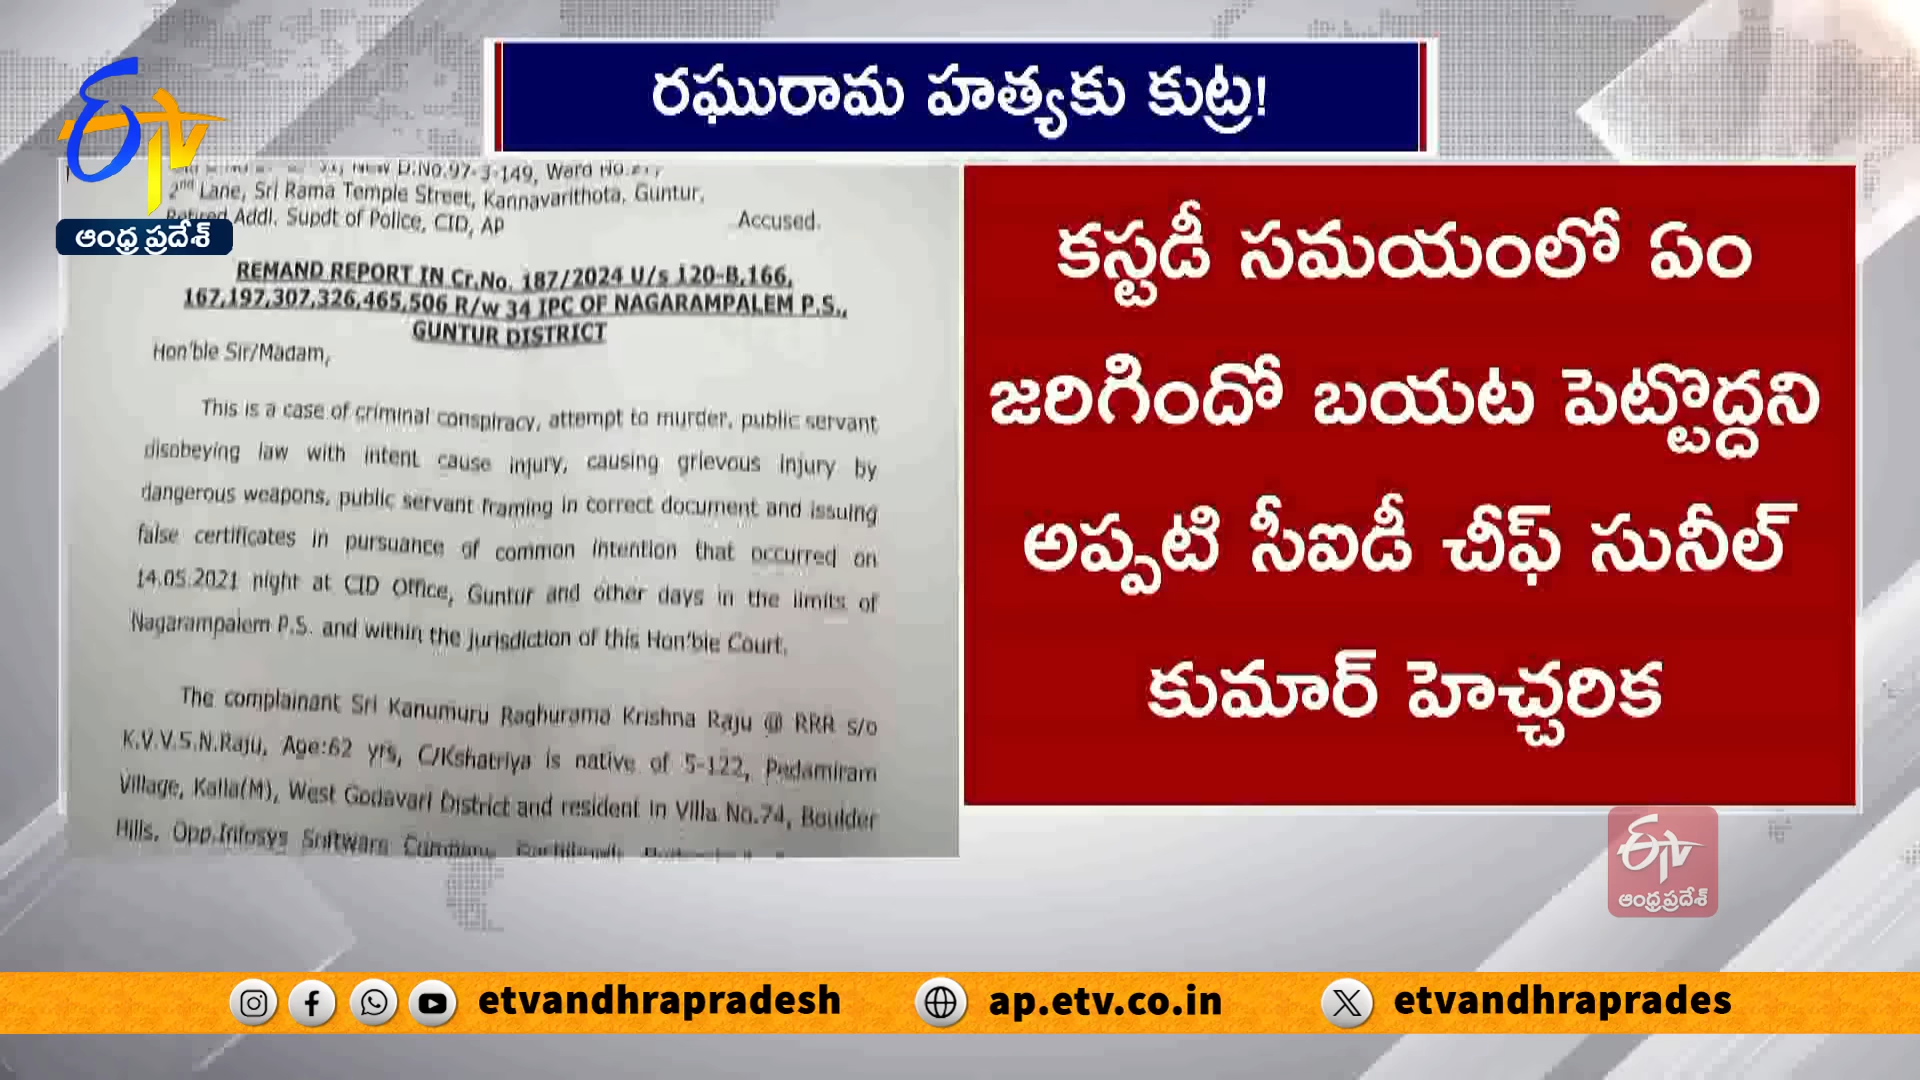 రఘురామ హత్యకు కుట్ర!
ETV
ఆంధ్ర ప్రదేశ్
New D.No.97-3-149, Ward No.
2nd Lane, Sri Rama Temple Street, Kannavarithota, Guntur,
Retired Addl. Supdt of Police, CID, AP
Accused.
REMAND REPORT IN Cr.No. 187/2024 U/s 120-B,166,
167,197,307,326,465,506 R/w 34 IPC OF NAGARAMPALEM P.S.,
GUNTUR DISTRICT
Hon'ble Sir/Madam,
This is a case of criminal conspiracy, attempt to murder, public servant
disobeying law with intent cause injury, causing grievous injury by
dangerous weapons, public servant framing in correct document and issuing
false certificates in pursuance of common intention that occurred on
14.05.2021 night at CID Office, Guntur and other days in the limits of
Nagarampalem P.S. and within the jurisdiction of this Hon'ble Court.
The complainant Sri Kanumuru Raghurama Krishna Raju @ RRR s/o
K.V.V.S.N.Raju, Age:62 yrs, C/Kshatriya is native of 5-122, Pedamiram
Village, Kalla(M), West Godavari District and resident in Villa No.74, Boulder
Hills, Opp.Infosys Software Company,
కస్టడీ సమయంలో ఏం
జరిగిందో బయట పెట్టొద్దని
అప్పటి సీఐడీ చీఫ్ సునీల్
కుమార్ హెచ్చరిక
ETV
ఆంధ్రప్రదేశ్
etvandhrapradesh
ap.etv.co.in
etvandhraprades